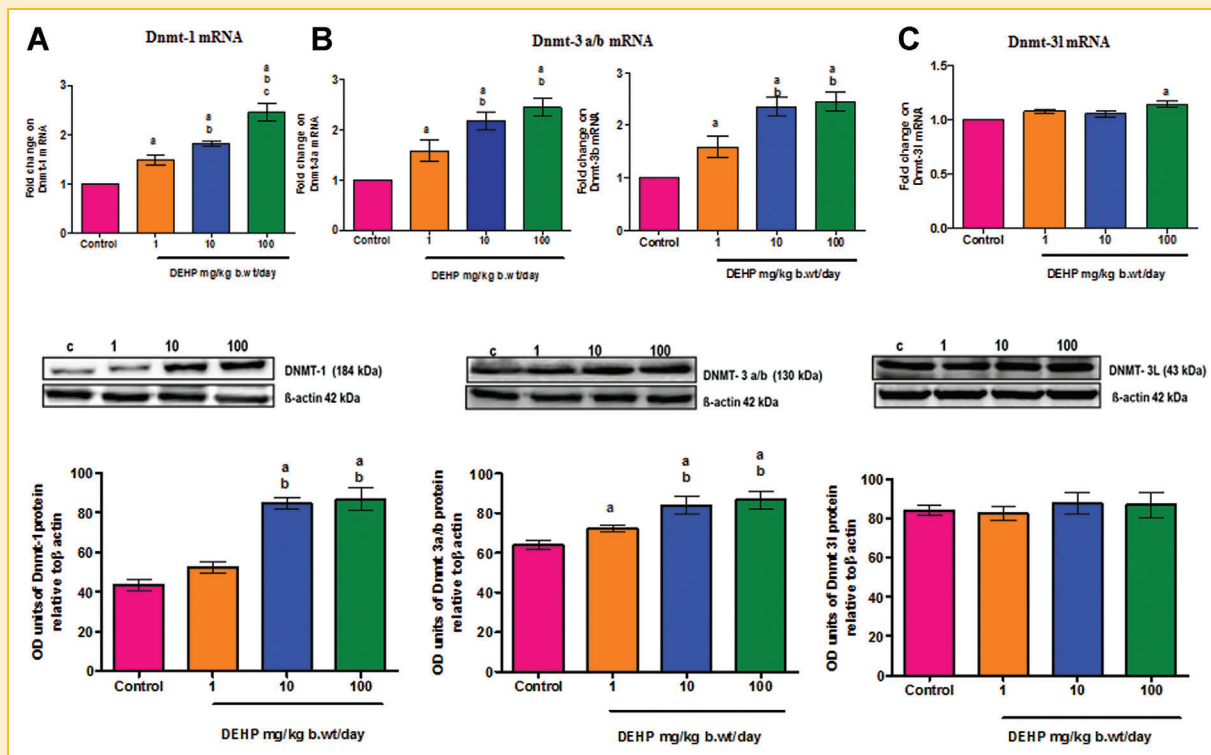 A
Dnmt-1 mRNA
Fold change on
Dnmt-1 mRNA
3
2
1
0
a
a
b
a
b
c
Control
1
10
100
DEHP mg/kg b.wt/day
B
Dnmt-3 a/b mRNA
Fold change on
Dnmt-3a mRNA
3
2
1
0
a
a
b
a
b
Control
1
10
100
DEHP mg/kg b.wt/day
Fold change on
Dnmt-3b mRNA
3
2
1
0
a
a
b
a
b
Control
1
10
100
DEHP mg/kg b.wt/day
C
Dnmt-3l mRNA
Fold change on
Dnmt-3l mRNA
1.5
1.0
0.5
0.0
a
Control
1
10
100
DEHP mg/kg b.wt/day
c 1 10 100
DNMT-1 (184 kDa)
ß-actin 42 kDa
c 1 10 100
DNMT- 3 a/b (130 kDa)
ß-actin 42 kDa
c 1 10 100
DNMT- 3L (43 kDa)
ß-actin 42 kDa
OD units of Dnmt-1 protein
relative toβ actin
100
80
60
40
20
0
a
b
a
b
Control
1
10
100
DEHP mg/kg b.wt/day
OD units of Dnmt 3a/b protein
relative toβ actin
100
80
60
40
20
0
a
a
b
a
b
Control
1
10
100
DEHP mg/kg b.wt/day
OD units of Dnmt 3l protein
relative toβ actin
100
80
60
40
20
0
Control
1
10
100
DEHP mg/kg b.wt/day